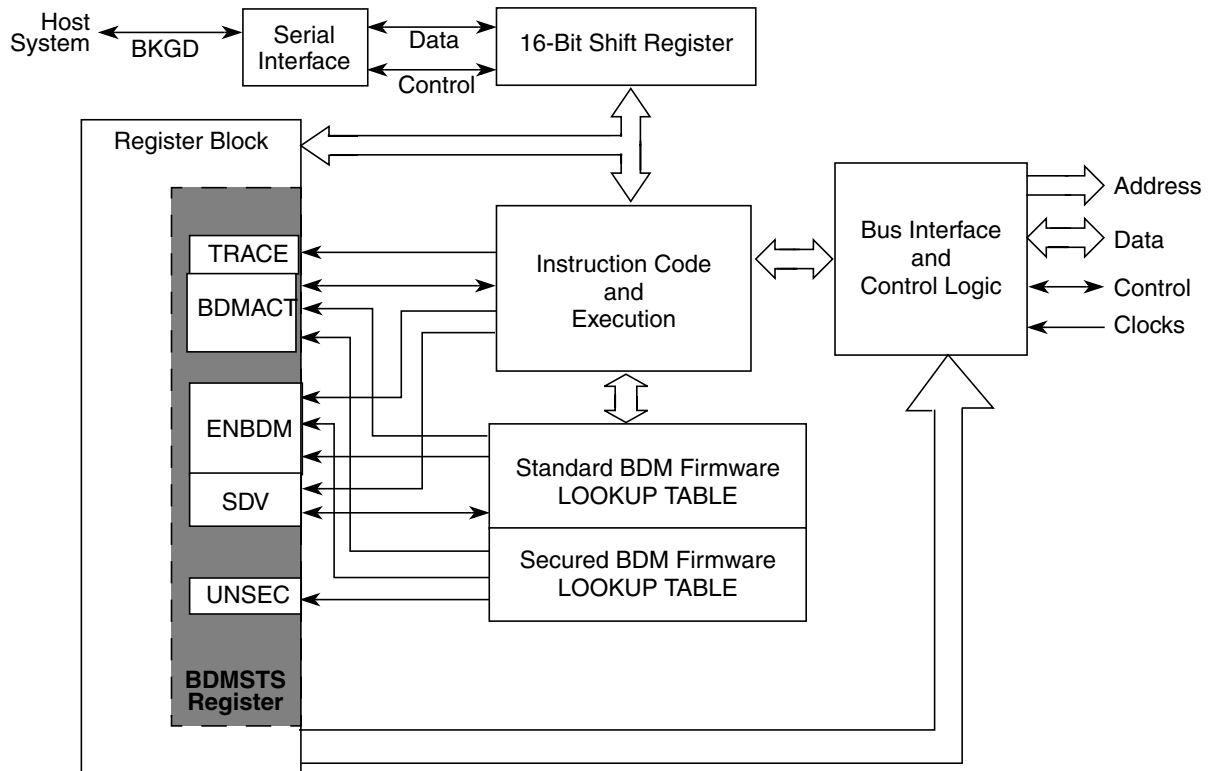 Host
System
BKGD
Serial
Interface
Data
Control
16-Bit Shift Register
Register Block
TRACE
BDMACT
ENBDM
SDV
UNSEC
BDMSTS
Register
Instruction Code
and
Execution
Standard BDM Firmware
LOOKUP TABLE
Secured BDM Firmware
LOOKUP TABLE
Bus Interface
and
Control Logic
Address
Data
Control
Clocks